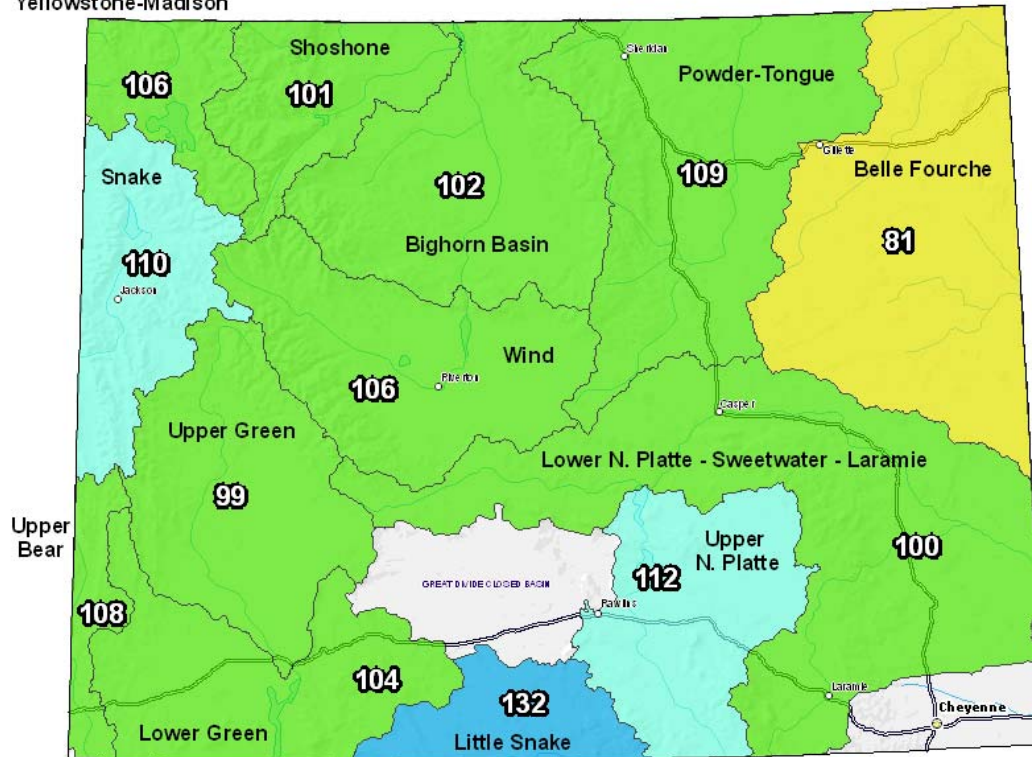 Yellowstone-Madison
Shoshone
Sheridan
106
101
Powder-Tongue
Gillette
Snake
102
109
Belle Fourche
Bighorn Basin
81
110
Jackson
Wind
106
Riverton
Casper
Upper Green
Lower N. Platte - Sweetwater - Laramie
99
Upper
Bear
Upper
N. Platte
100
GREAT DIVIDE CLOSED BASIN
112
108
Rawlins
104
Laramie
132
Cheyenne
Lower Green
Little Snake